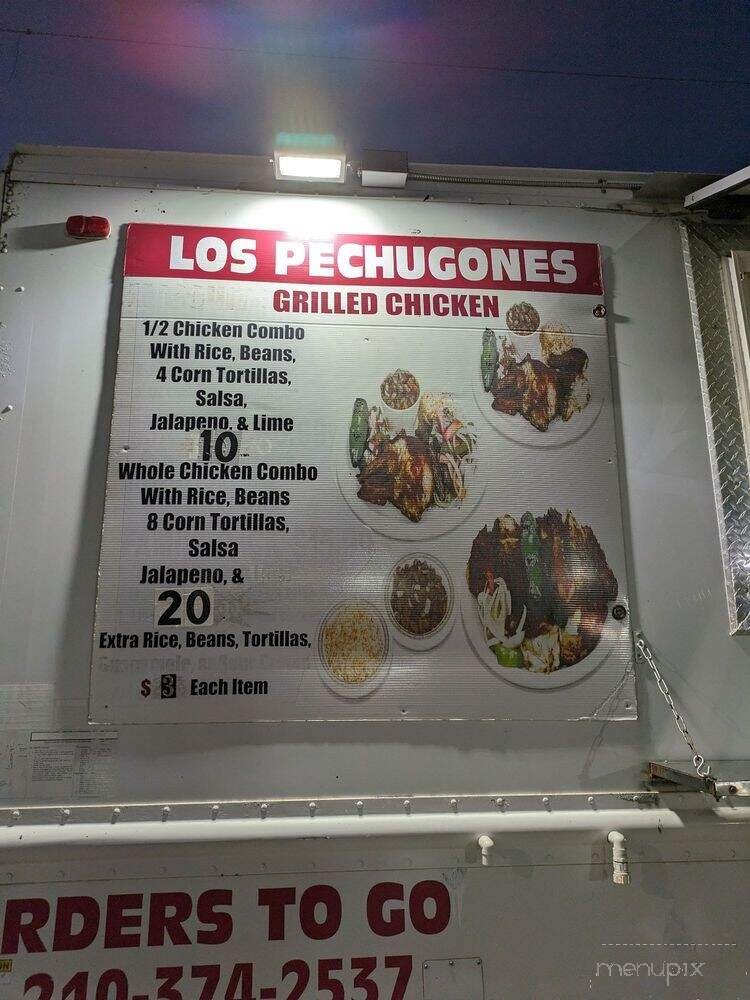 LOS PECHUGONES
GRILLED CHICKEN
1/2 Chicken Combo
With Rice, Beans,
4 Corn Tortillas,
Salsa,
Jalapeno, & Lime
10
Whole Chicken Combo
With Rice, Beans
8 Corn Tortillas,
Salsa
Jalapeno, &
20
Extra Rice, Beans, Tortillas,
$ 3 Each Item
RDERS TO GO
210-374-2537
menupix